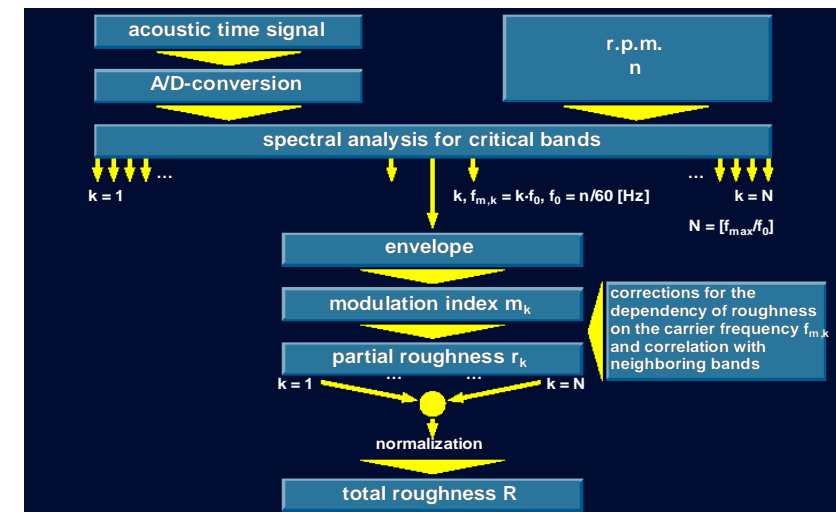 acoustic time signal
r.p.m.
n
A/D-conversion
spectral analysis for critical bands
... ...
k = 1
k, fm,k = k·f0, f0 = n/60 [Hz]
k = N
N = [fmax/f0]
envelope
modulation index mk
corrections for the
dependency of roughness
on the carrier frequency fm,k
and correlation with
neighboring bands
partial roughness rk
... ...
k = 1
k = N
normalization
total roughness R